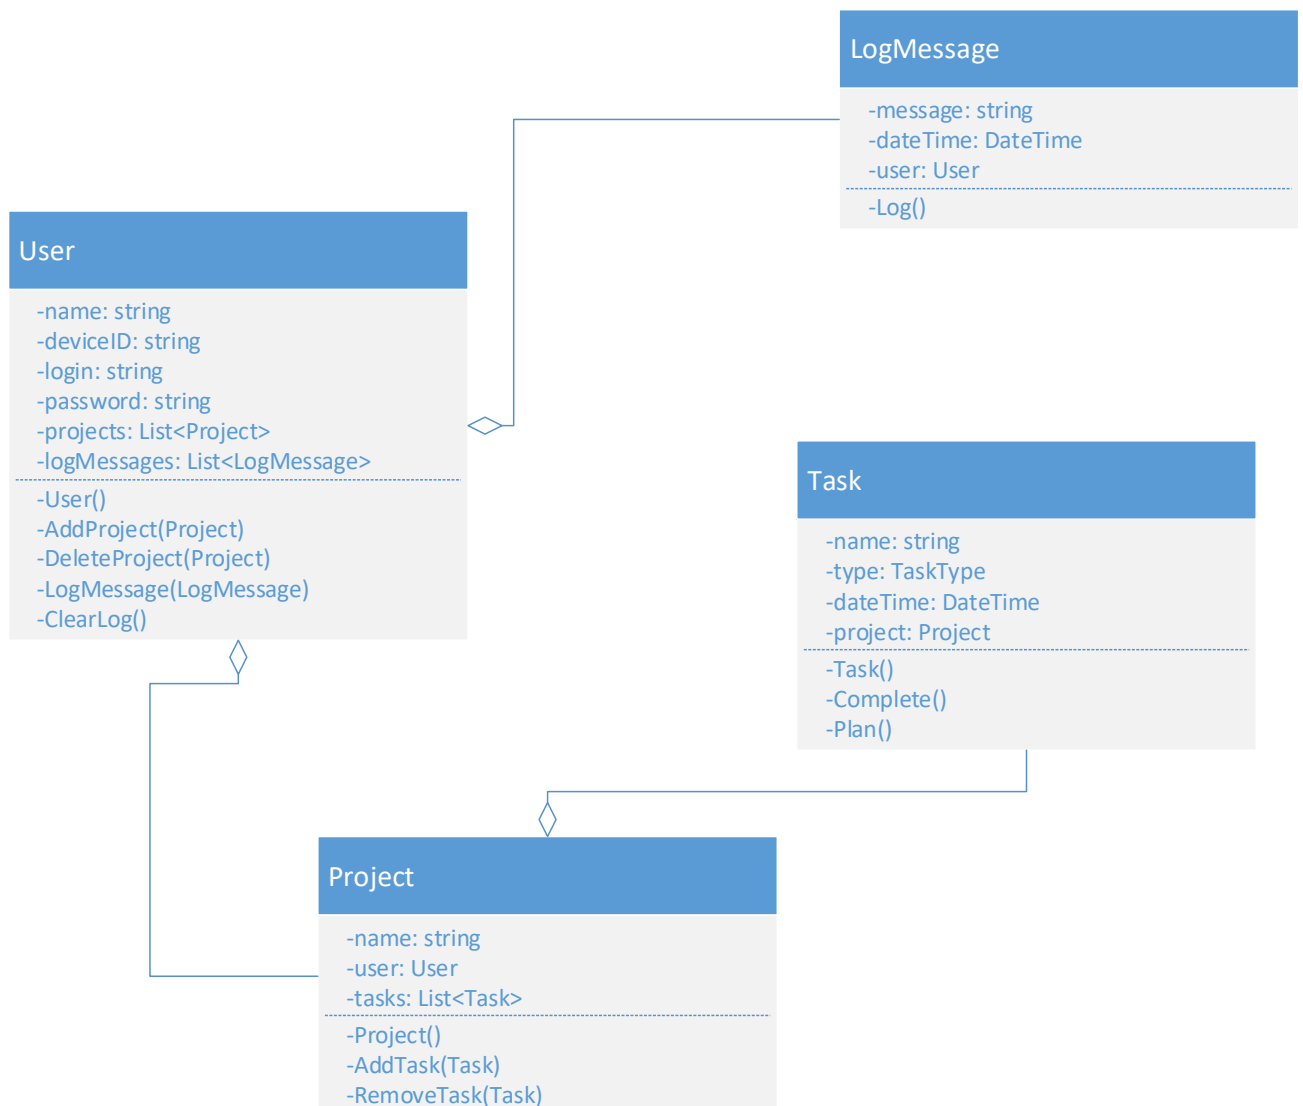 LogMessage
-message: string
-dateTime: DateTime
-user: User
-Log()
User
-name: string
-deviceID: string
-login: string
-password: string
-projects: List<Project>
-logMessages: List<LogMessage>
-User()
-AddProject(Project)
-DeleteProject(Project)
-LogMessage(LogMessage)
-ClearLog()
Task
-name: string
-type: TaskType
-dateTime: DateTime
-project: Project
-Task()
-Complete()
-Plan()
Project
-name: string
-user: User
-tasks: List<Task>
-Project()
-AddTask(Task)
-RemoveTask(Task)